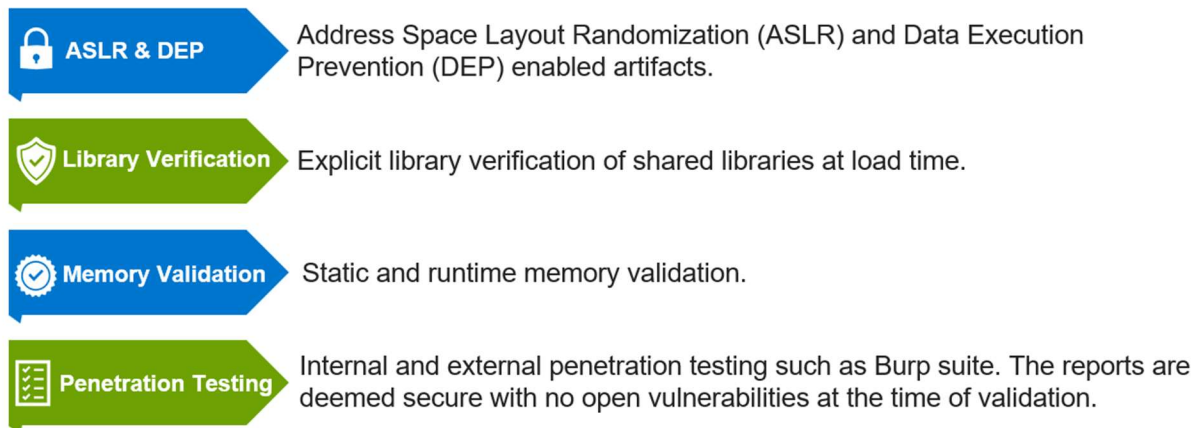 ASLR & DEP
Address Space Layout Randomization (ASLR) and Data Execution
Prevention (DEP) enabled artifacts.
Library Verification
Explicit library verification of shared libraries at load time.
Memory Validation
Static and runtime memory validation.
Penetration Testing
Internal and external penetration testing such as Burp suite. The reports are
deemed secure with no open vulnerabilities at the time of validation.